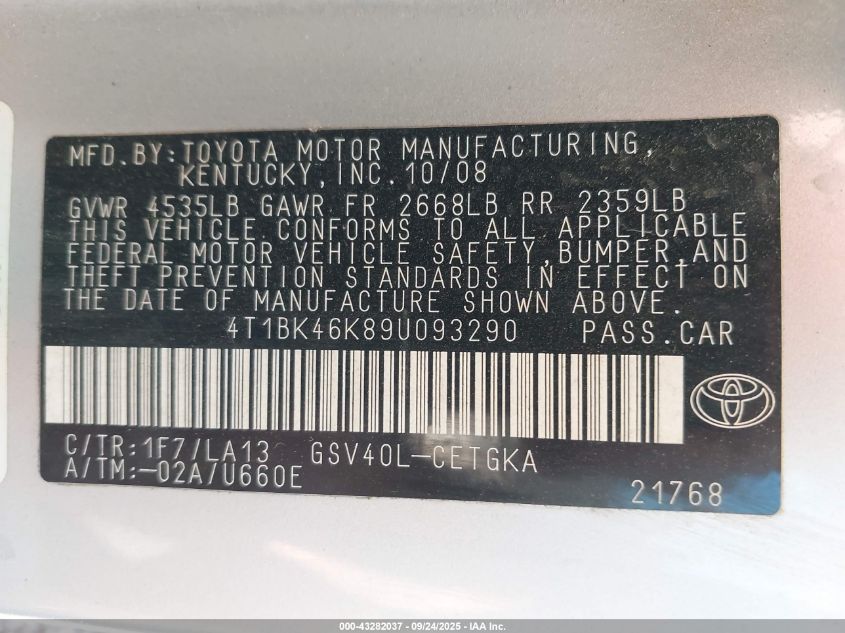 MFD.BY:TOYOTA MOTOR MANUFACTURING,
KENTUCKY,INC.10/08
GVWR 4535LB GAWR FR 2668LB RR 2359LB
THIS VEHICLE CONFORMS TO ALL APPLICABLE
FEDERAL MOTOR VEHICLE SAFETY,BUMPER,AND
THEFT PREVENTION STANDARDS IN EFFECT ON
THE DATE OF MANUFACTURE SHOWN ABOVE.
4T1BK46K89U093290 PASS.CAR
C/TR:1F7/LA13 GSV40L-CETGKA
A/TM:-02A/U660E
21768
000-43282037 - 09/24/2025 - IAA Inc.